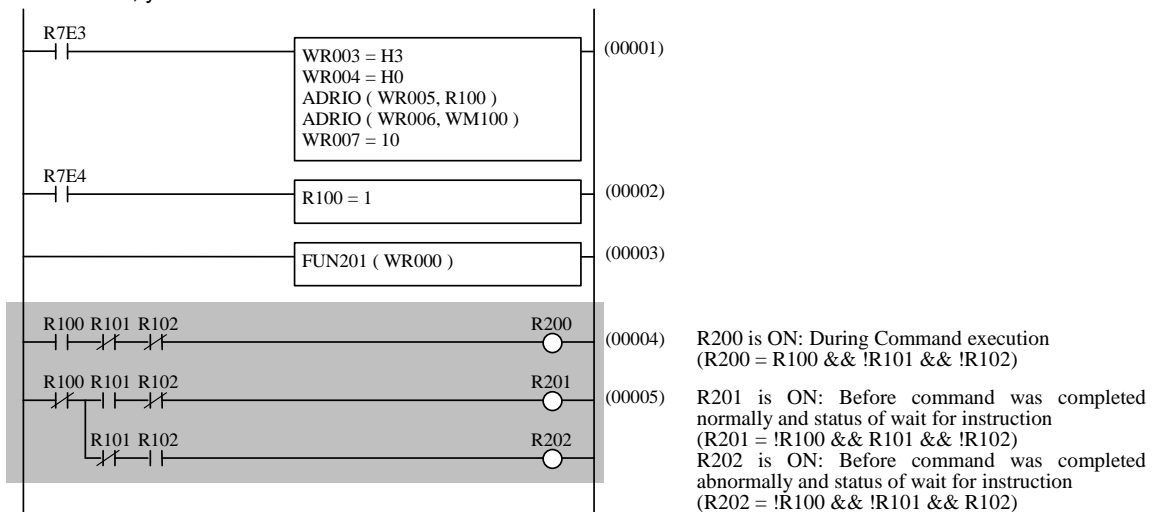 R7E3
WR003 = H3
WR004 = H0
ADRIO ( WR005, R100 )
ADRIO ( WR006, WM100 )
WR007 = 10
(00001)
R7E4
R100 = 1
(00002)
FUN201 ( WR000 )
(00003)
R100 R101 R102 R200
(00004)
R200 is ON: During Command execution
(R200 = R100 && !R101 && !R102)
R100 R101 R102 R201
(00005)
R201 is ON: Before command was completed
normally and status of wait for instruction
(R201 = !R100 && R101 && !R102)
R101 R102 R202
R202 is ON: Before command was completed
abnormally and status of wait for instruction
(R202 = !R100 && !R101 && R102)